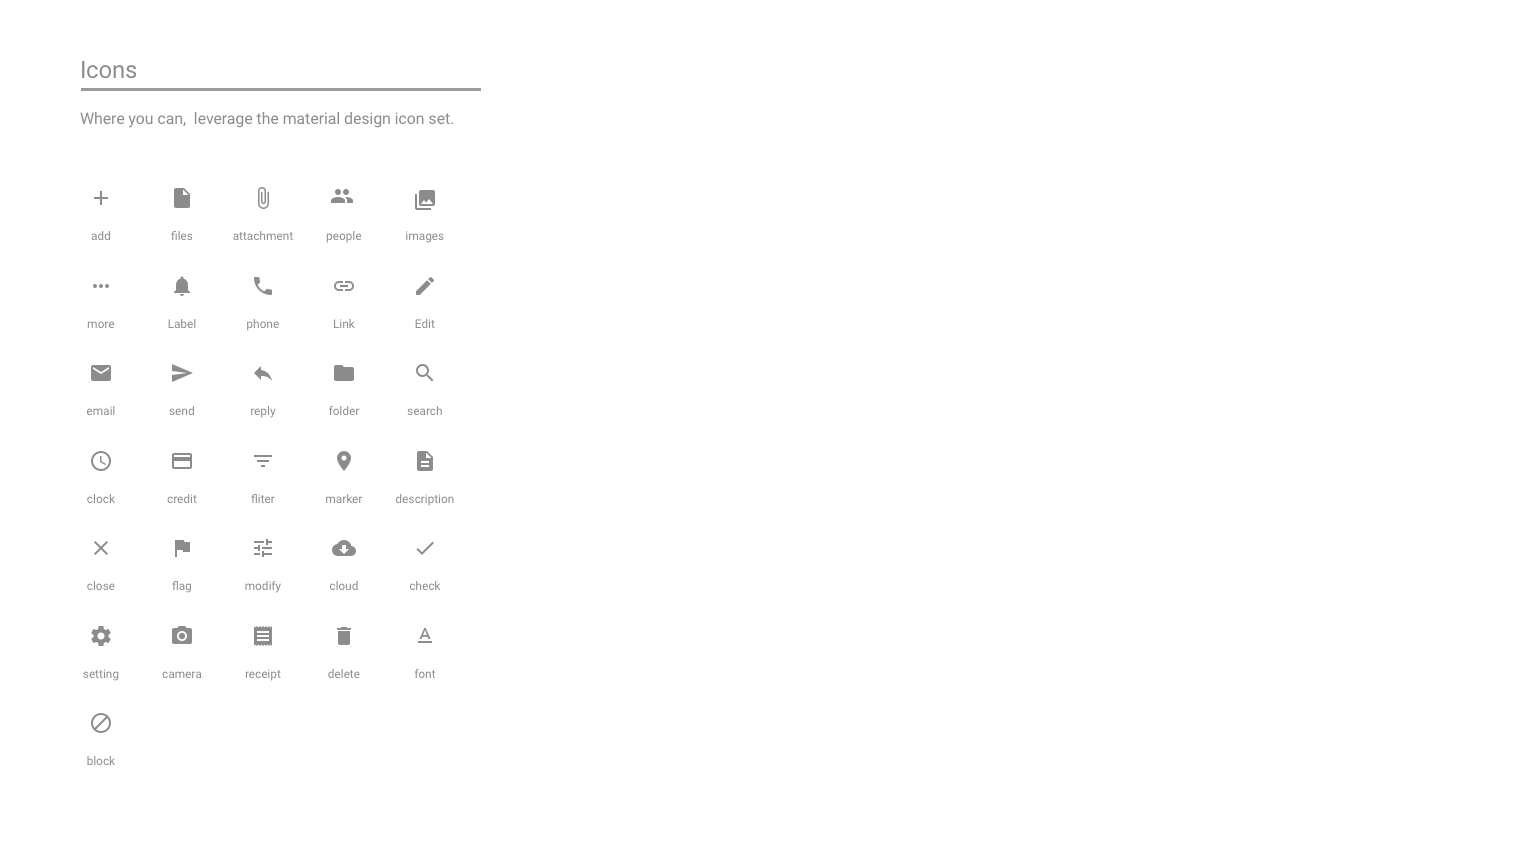 Icons
Where you can,  leverage the material design icon set.
add files attachment people images
more Label phone Link Edit
email send reply folder search
clock credit fliter marker description
close flag modify cloud check
setting camera receipt delete font
block